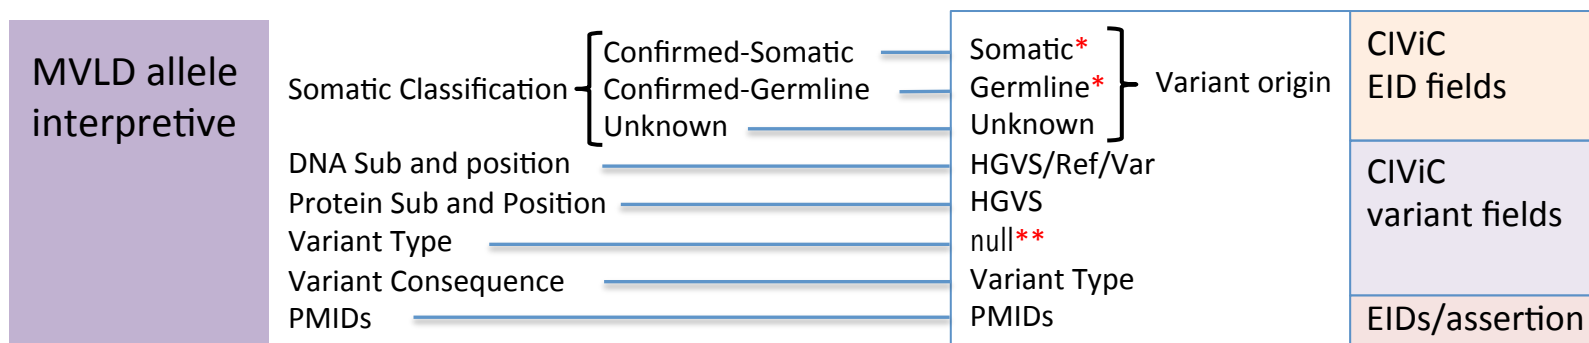 MVLD allele
interpretive
Somatic Classification
Confirmed-Somatic
Confirmed-Germline
Unknown
Somatic*
Germline*
Unknown
Variant origin
DNA Sub and position
HGVS/Ref/Var
Protein Sub and Position
HGVS
Variant Type
null**
Variant Consequence
Variant Type
PMIDs
PMIDs
CIViC
EID fields
CIViC
variant fields
EIDs/assertion